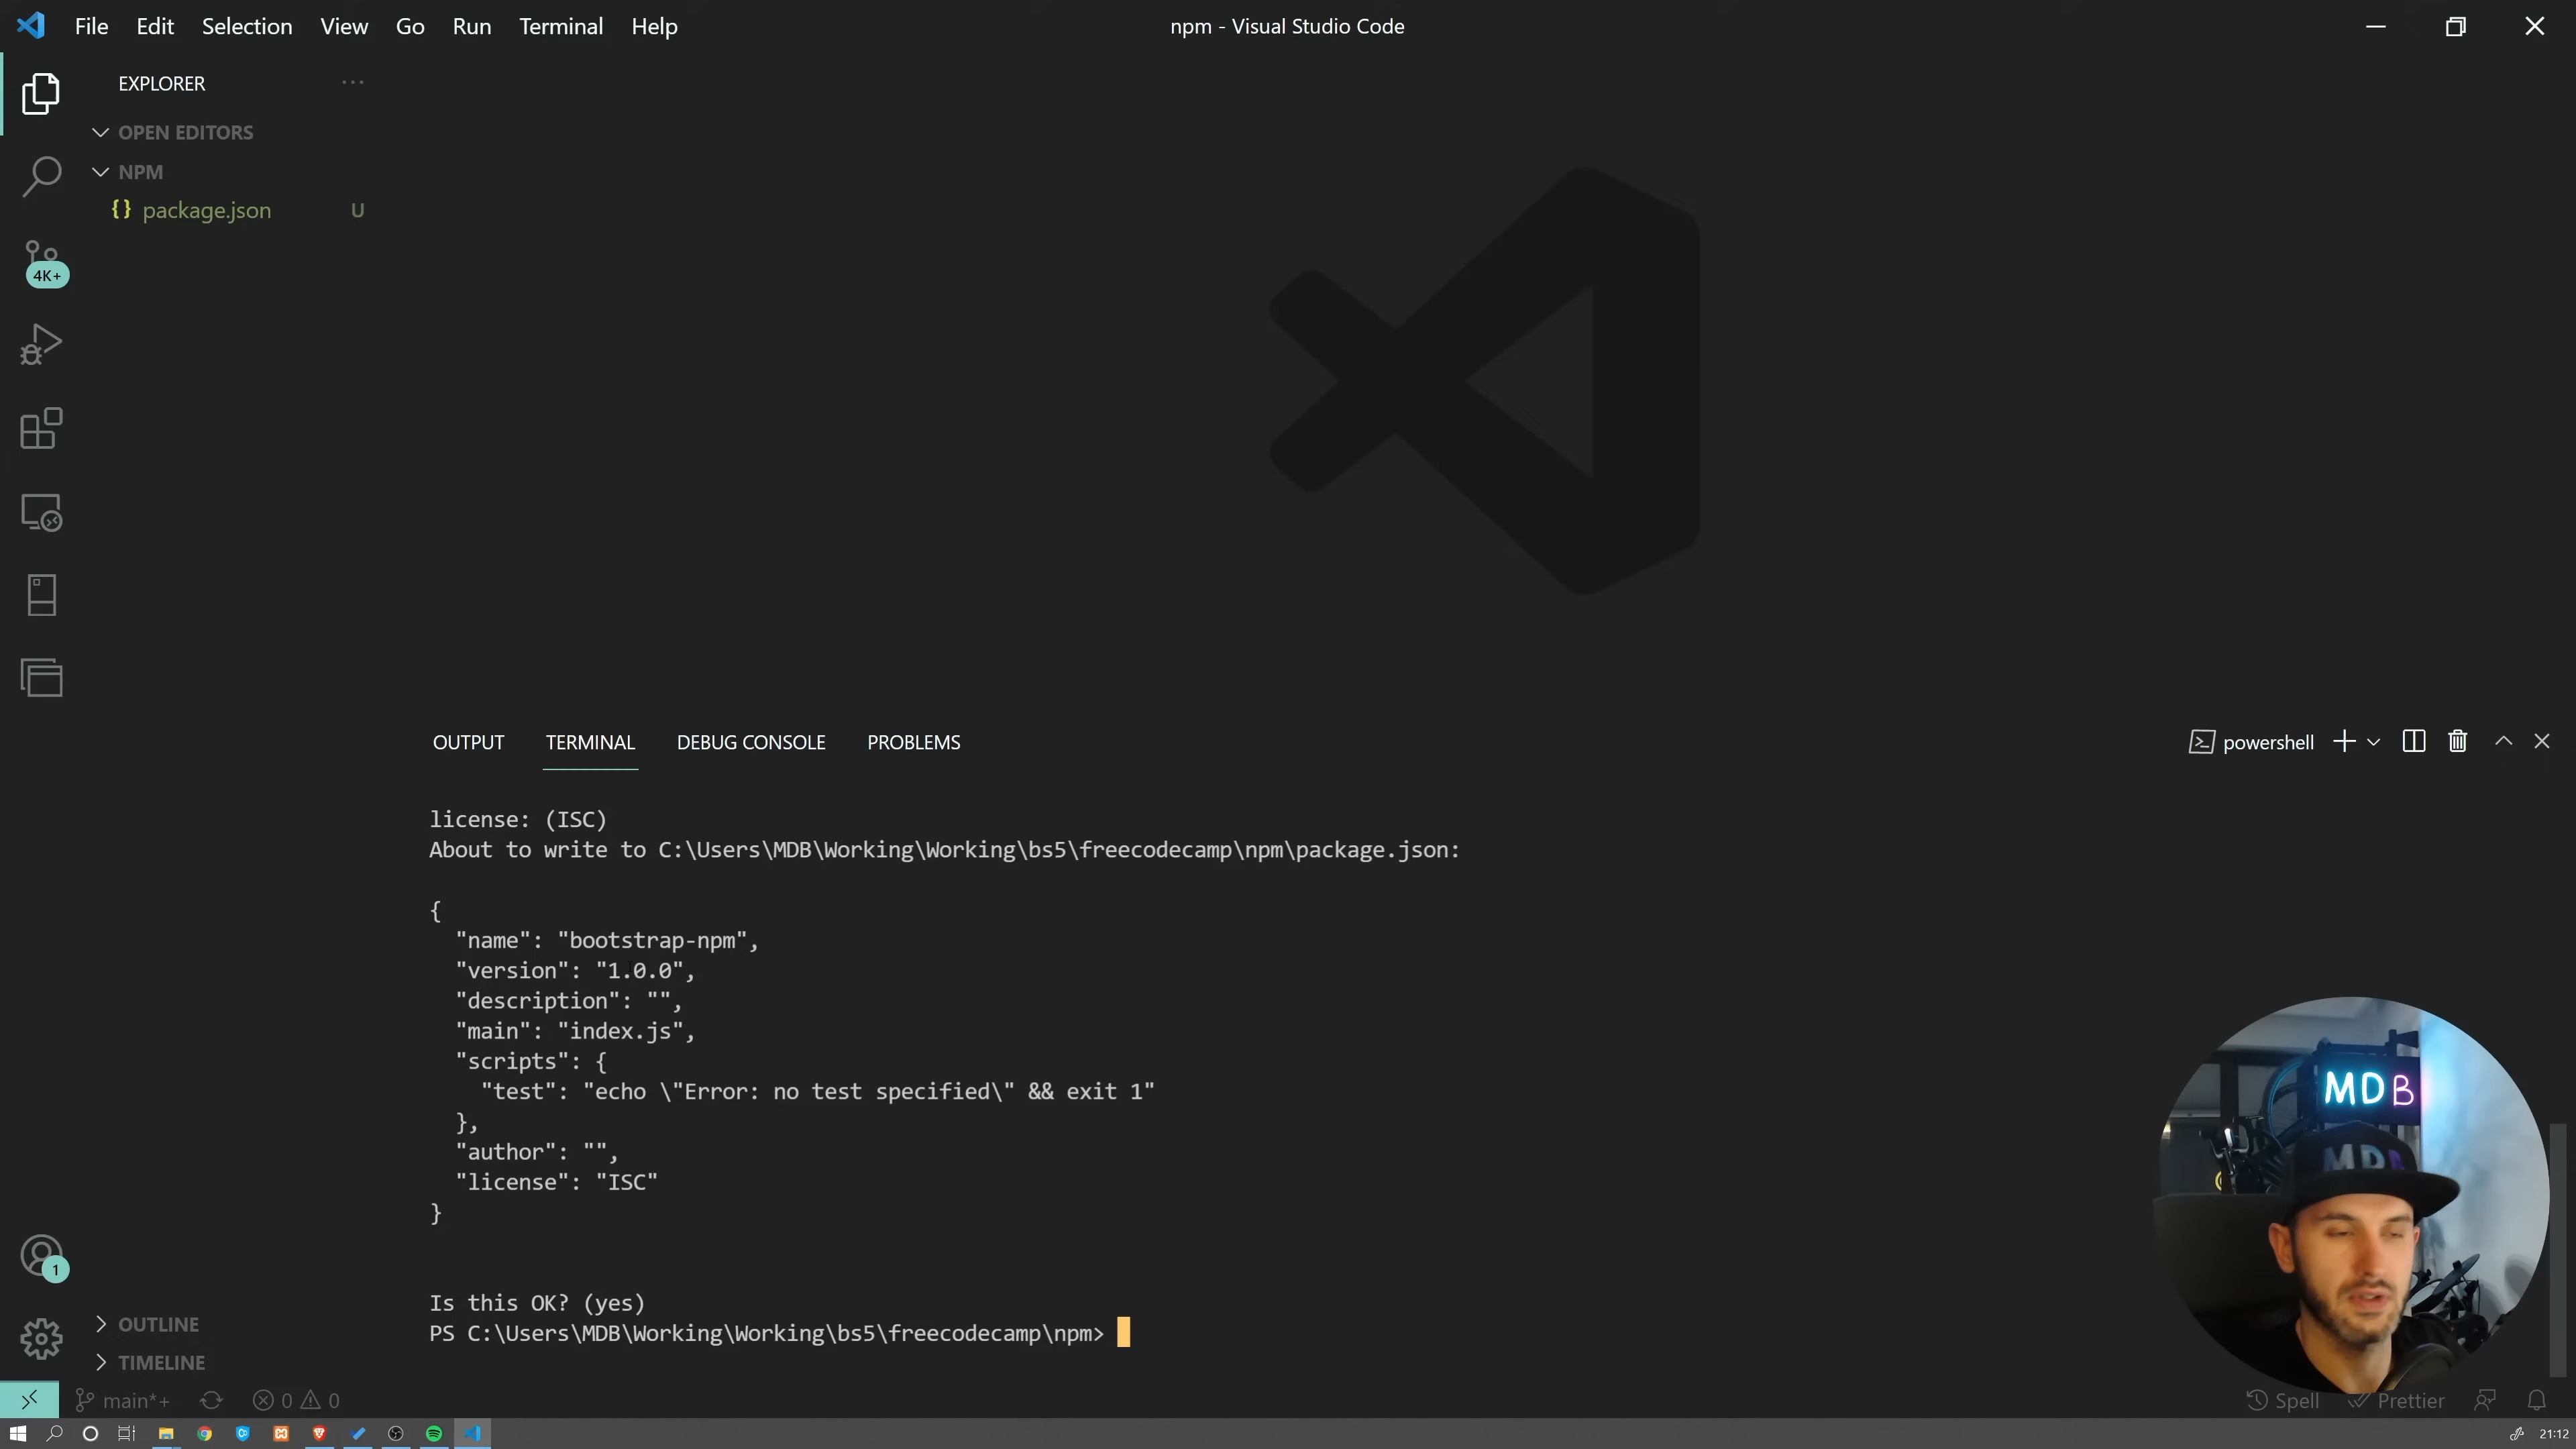 File Edit Selection View Go Run Terminal Help
npm - Visual Studio Code
EXPLORER
OPEN EDITORS
NPM
{} package.json U
4K+
1
OUTLINE
TIMELINE
OUTPUT TERMINAL DEBUG CONSOLE PROBLEMS
powershell
license: (ISC)
About to write to C:\Users\MDB\Working\Working\bs5\freecodecamp\npm\package.json:
{
"name": "bootstrap-npm",
"version": "1.0.0",
"description": "",
"main": "index.js",
"scripts": {
"test": "echo \"Error: no test specified\" && exit 1"
},
"author": "",
"license": "ISC"
}
Is this OK? (yes)
PS C:\Users\MDB\Working\Working\bs5\freecodecamp\npm>
MDB
MDB
main*+ 0 0
Spell Prettier
21:12